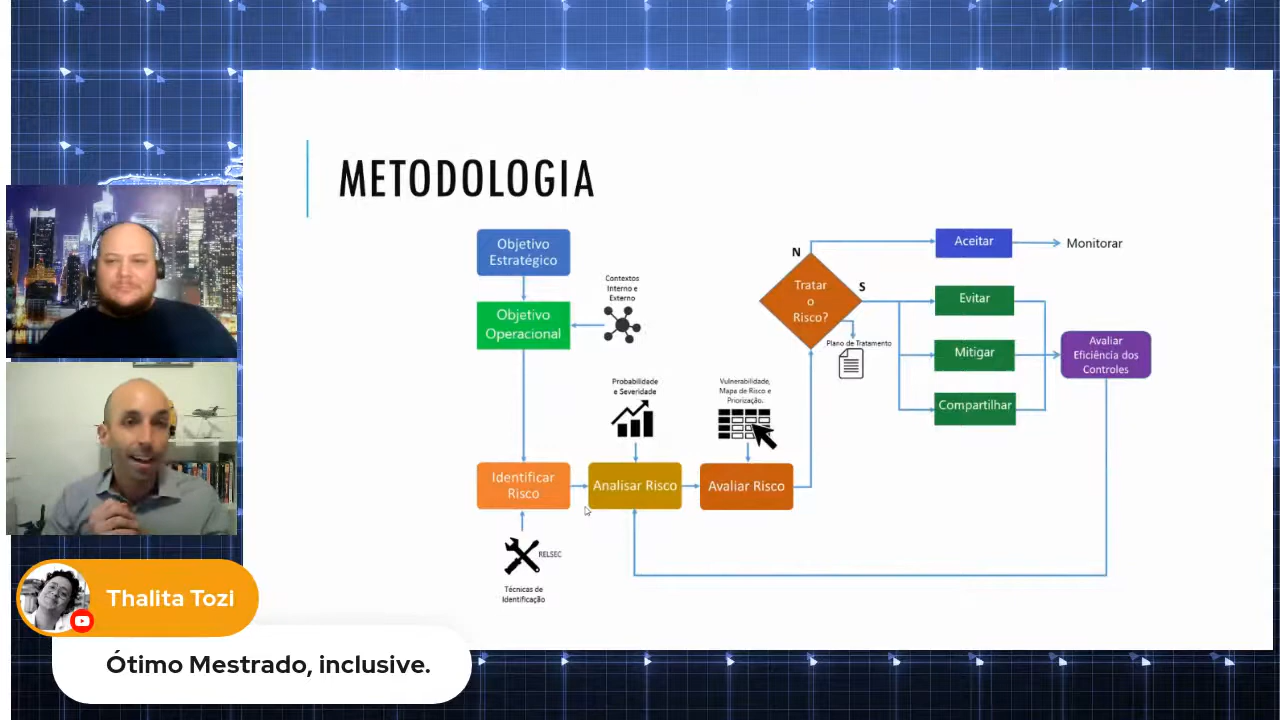 METODOLOGIA
Objetivo
Estratégico
Contextos
Interno e
Externo
Objetivo
Operacional
Probabilidade
e Severidade
Vulnerabilidade,
Mapa de Risco e
Priorização.
Identificar
Risco
Analisar Risco
Avaliar Risco
RELSEC
Técnicas de
Identificação
N
Tratar
o
Risco?
S
Plano de Tratamento
Aceitar
Monitorar
Evitar
Mitigar
Compartilhar
Avaliar
Eficiência dos
Controles
Thalita Tozi
Ótimo Mestrado, inclusive.